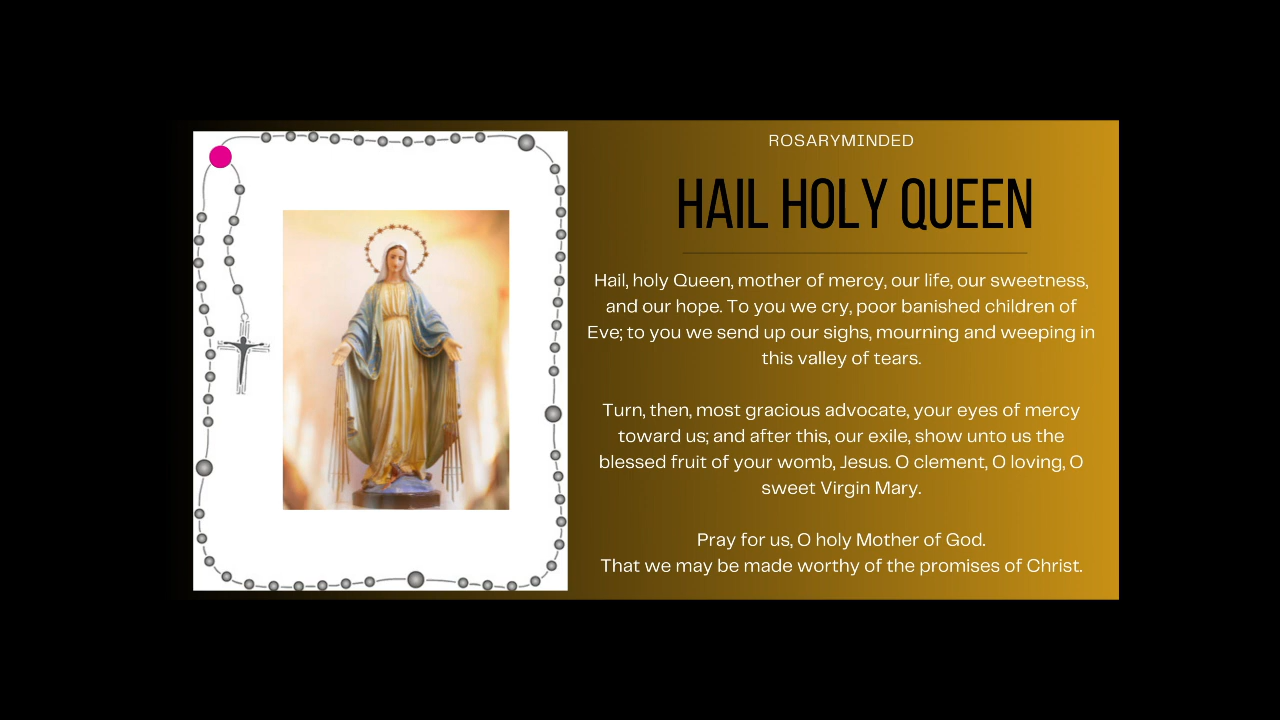 ROSARYMINDED
HAIL HOLY QUEEN
Hail, holy Queen, mother of mercy, our life, our sweetness,
and our hope. To you we cry, poor banished children of
Eve; to you we send up our sighs, mourning and weeping in
this valley of tears.
Turn, then, most gracious advocate, your eyes of mercy
toward us; and after this, our exile, show unto us the
blessed fruit of your womb, Jesus. O clement, O loving, O
sweet Virgin Mary.
Pray for us, O holy Mother of God.
That we may be made worthy of the promises of Christ.